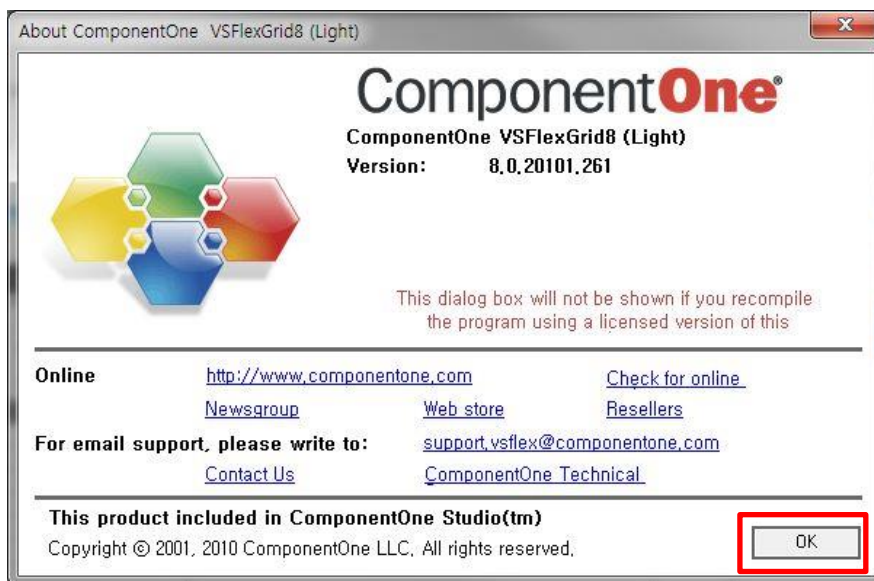 About ComponentOne VSFlexGrid8 (Light)
ComponentOne®
ComponentOne VSFlexGrid8 (Light)
Version: 8.0.20101.261
This dialog box will not be shown if you recompile
the program using a licensed version of this
Online http://www.componentone.com Check for online
Newsgroup Web store Resellers
For email support, please write to: support.vsflex@componentone.com
Contact Us ComponentOne Technical
This product included in ComponentOne Studio(tm)
Copyright © 2001, 2010 ComponentOne LLC. All rights reserved.
OK